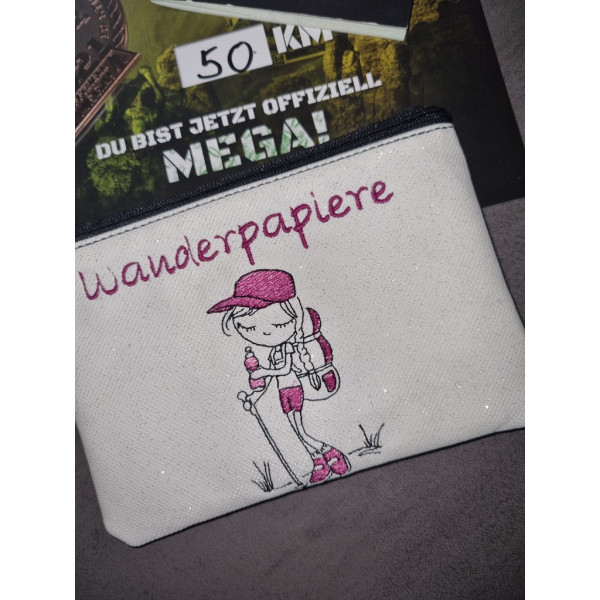 50 KM
DU BIST JETZT OFFIZIELL
MEGA!
Wanderpapiere